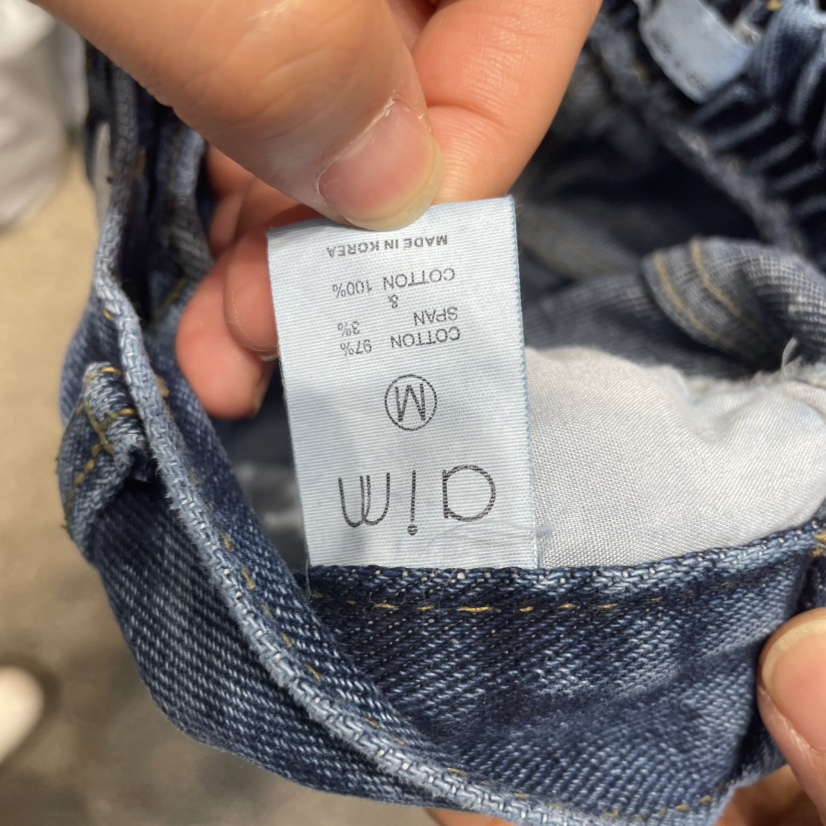 aim
M
COTTON 97%
SPAN 3%
&
COTTON 100%
MADE IN KOREA